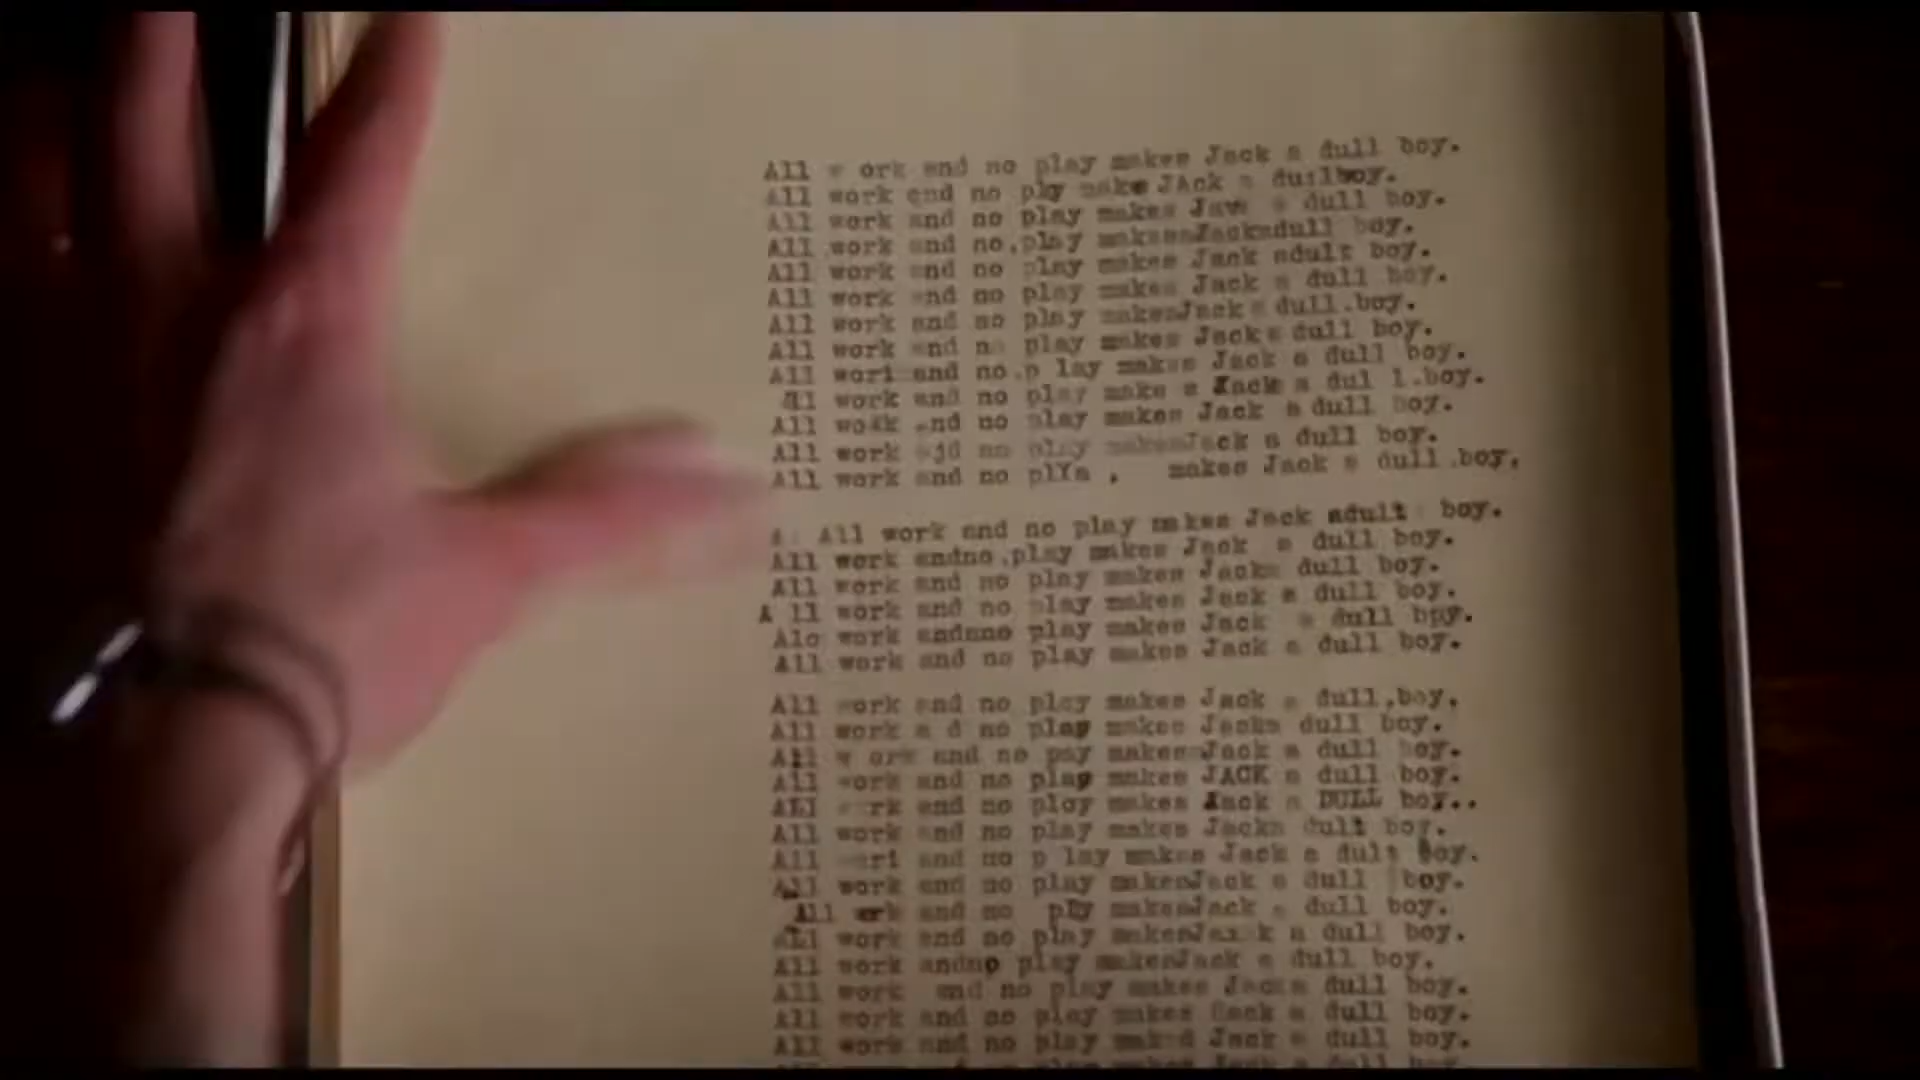 All w ork and no play makes Jack a dull boy.
All work and no ply make JAck a dullboy.
All work and no play makes Jaw a dull boy.
All work and no.play makesaJackadull boy.
All work and no play makes Jack adult boy.
All work and no play makes Jack a dull boy.
All work and no play makesJack a dull.boy.
All work and no play makes Jack a dull boy.
All work and no.p lay makes Jack a dull boy.
All work and no play make s Jack a dul l.boy.
All work and no play makes Jack a dull boy.
All work ajd no play makesJack a dull boy.
All work and no plYa , makes Jack a dull.boy.
A All work and no play makes Jack adult boy.
All work andno.play makes Jack a dull boy.
All work and no play makes Jacka dull boy.
A ll work and no play makes Jack a dull boy.
Alo work andnno play makes Jack a dull bpy.
All work and no play makes Jack a dull boy.
All work and no play makes Jack a dull.boy.
All work a d no play makes Jacka dull boy.
All w ork and no pay makesaJack a dull boy.
All work and no play makes JACK a dull boy.
ALl work and no ploy makes Jack a DULL boy..
All work and no play makes Jacka dult boy.
All and no p lay makes Jack a dult boy.
All work and no play makesJack a dull boy.
All wrk and no ply makesJack a dull boy.
ALl work and no play makesJac k a dull boy.
All work andno play makesJack a dull boy.
All work and no play makes Jacka dull boy.
All work and no play makes Jack a dull boy.
All work and no play makes Jack a dull boy.
play makes Jack a dull boy.